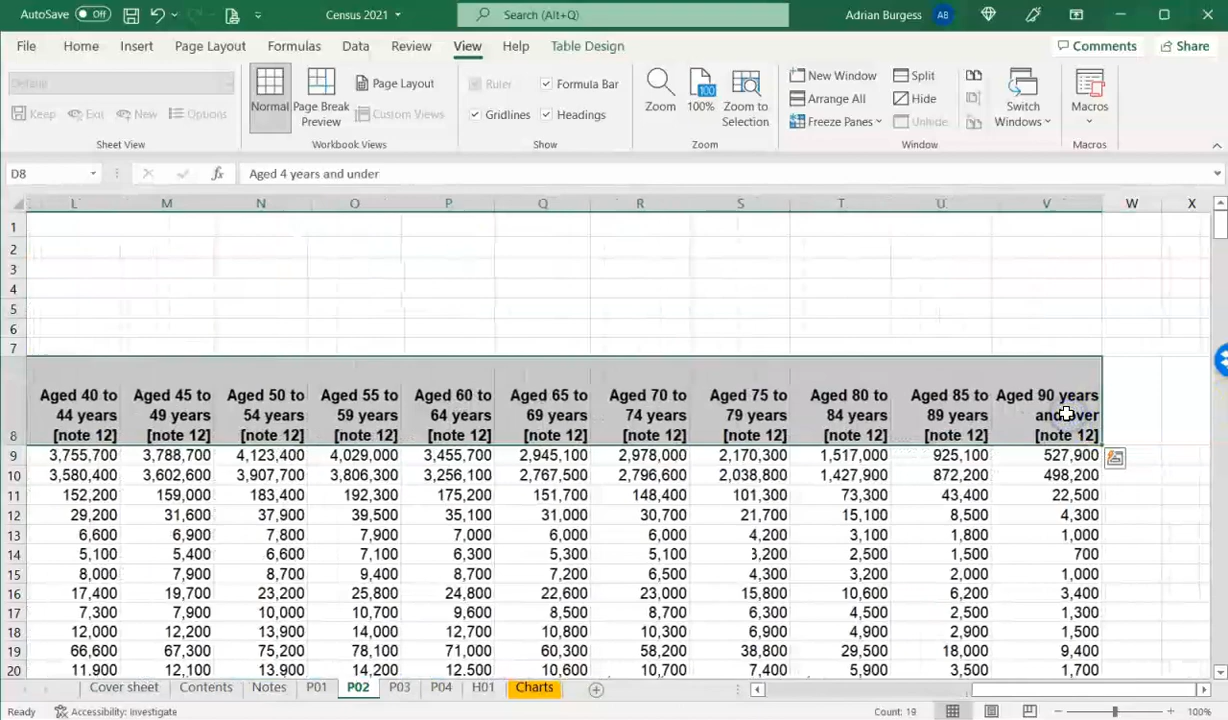 AutoSave Off Census 2021 Search (Alt+Q) Adrian Burgess AB
File Home Insert Page Layout Formulas Data Review View Help Table Design Comments Share
Default
Keep Exit New Options
Sheet View
Normal Page Break Preview Page Layout Custom Views
Workbook Views
Ruler Formula Bar
Gridlines Headings
Show
Zoom 100% Zoom to Selection
Zoom
New Window Split
Arrange All Hide
Freeze Panes Unhide
Switch Windows
Window
Macros
Macros
D8 fx Aged 4 years and under
L M N O P Q R S T U V W X
1
2
3
4
5
6
7
Aged 40 to Aged 45 to Aged 50 to Aged 55 to Aged 60 to Aged 65 to Aged 70 to Aged 75 to Aged 80 to Aged 85 to Aged 90 years
44 years 49 years 54 years 59 years 64 years 69 years 74 years 79 years 84 years 89 years and over
8 [note 12] [note 12] [note 12] [note 12] [note 12] [note 12] [note 12] [note 12] [note 12] [note 12] [note 12]
9 3,755,700 3,788,700 4,123,400 4,029,000 3,455,700 2,945,100 2,978,000 2,170,300 1,517,000 925,100 527,900
10 3,580,400 3,602,600 3,907,700 3,806,300 3,256,100 2,767,500 2,796,600 2,038,800 1,427,900 872,200 498,200
11 152,200 159,000 183,400 192,300 175,200 151,700 148,400 101,300 73,300 43,400 22,500
12 29,200 31,600 37,900 39,500 35,100 31,000 30,700 21,700 15,100 8,500 4,300
13 6,600 6,900 7,800 7,900 7,000 6,000 6,000 4,200 3,100 1,800 1,000
14 5,100 5,400 6,600 7,100 6,300 5,300 5,100 3,200 2,500 1,500 700
15 8,000 7,900 8,700 9,400 8,700 7,200 6,500 4,300 3,200 2,000 1,000
16 17,400 19,700 23,200 25,800 24,800 22,600 23,000 15,800 10,600 6,200 3,400
17 7,300 7,900 10,000 10,700 9,600 8,500 8,700 6,300 4,500 2,500 1,300
18 12,000 12,200 13,900 14,000 12,700 10,800 10,300 6,900 4,900 2,900 1,500
19 66,600 67,300 75,200 78,100 71,000 60,300 58,200 38,800 29,500 18,000 9,400
20 11,900 12,100 13,900 14,200 12,500 10,600 10,700 7,400 5,900 3,500 1,700
Cover sheet Contents Notes P01 P02 P03 P04 H01 Charts
Ready Accessibility: Investigate Count: 19 100%